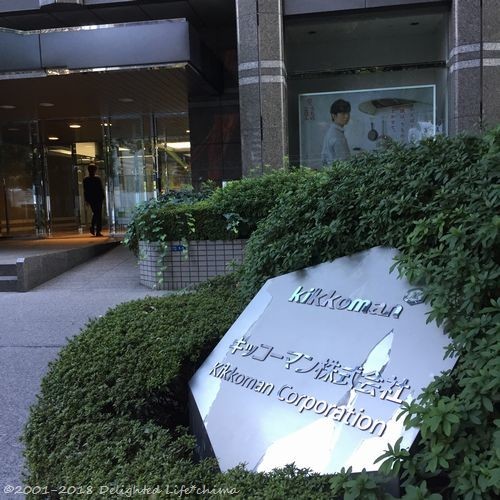 kikkoman
キッコーマン株式会社
Kikkoman Corporation
©2001-2018 Delighted Life*chima